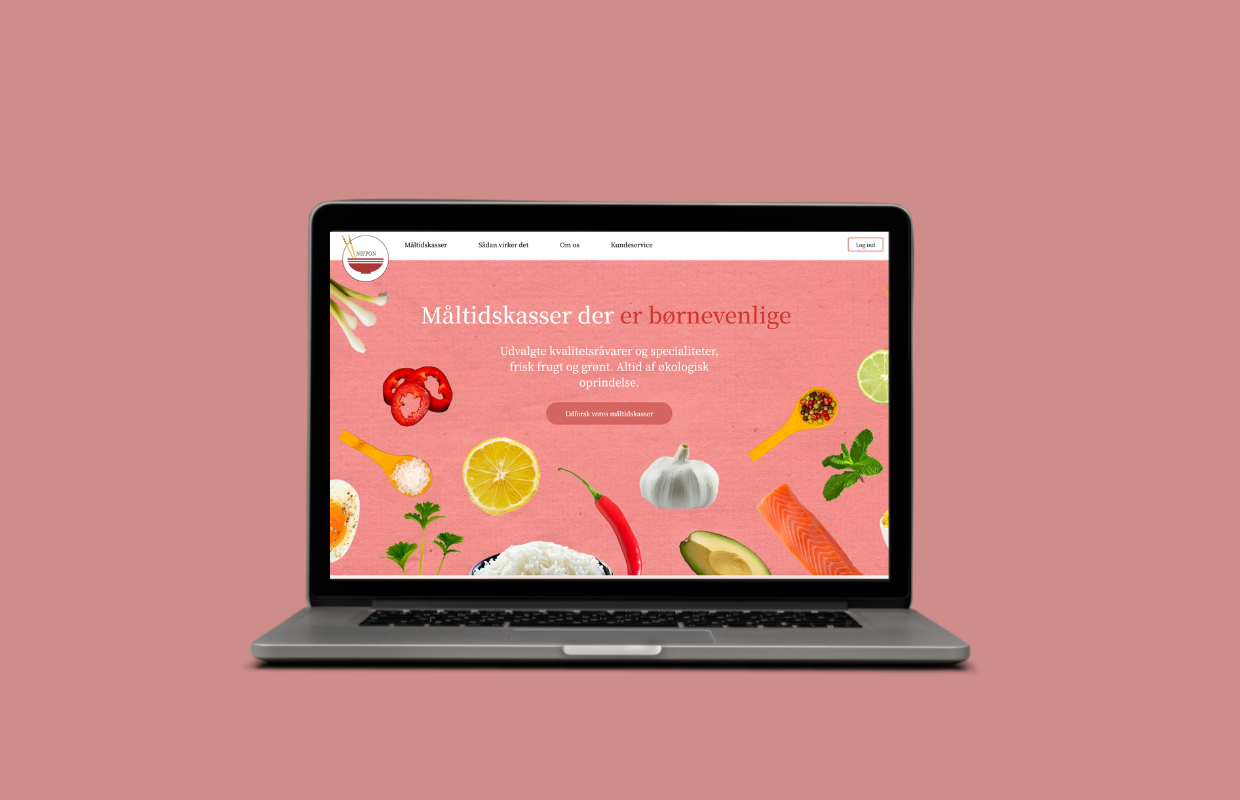 NIPPON
Måltidskasser
Sådan virker det
Om os
Kundeservice
Log ind
Måltidskasser der er børnevenlige
Udvalgte kvalitetsråvarer og specialiteter,
frisk frugt og grønt. Altid af økologisk
oprindelse.
Udforsk vores måltidskasser